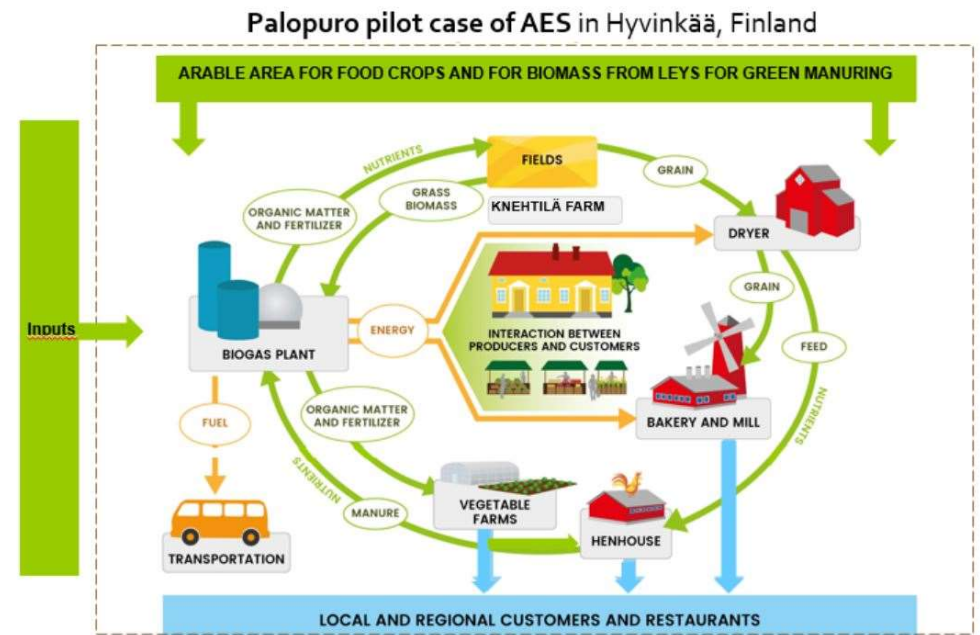 Palopuro pilot case of AES in Hyvinkää, Finland
ARABLE AREA FOR FOOD CROPS AND FOR BIOMASS FROM LEYS FOR GREEN MANURING
Inputs
NUTRIENTS
FIELDS
GRAIN
GRASS
BIOMASS
KNEHTILÄ FARM
ORGANIC MATTER
AND FERTILIZER
DRYER
GRAIN
ENERGY
INTERACTION BETWEEN
PRODUCERS AND CUSTOMERS
BIOGAS PLANT
FEED
ORGANIC MATTER
AND FERTILIZER
FUEL
BAKERY AND MILL
NUTRIENTS
NUTRIENTS
MANURE
VEGETABLE
FARMS
HENHOUSE
TRANSPORTATION
LOCAL AND REGIONAL CUSTOMERS AND RESTAURANTS